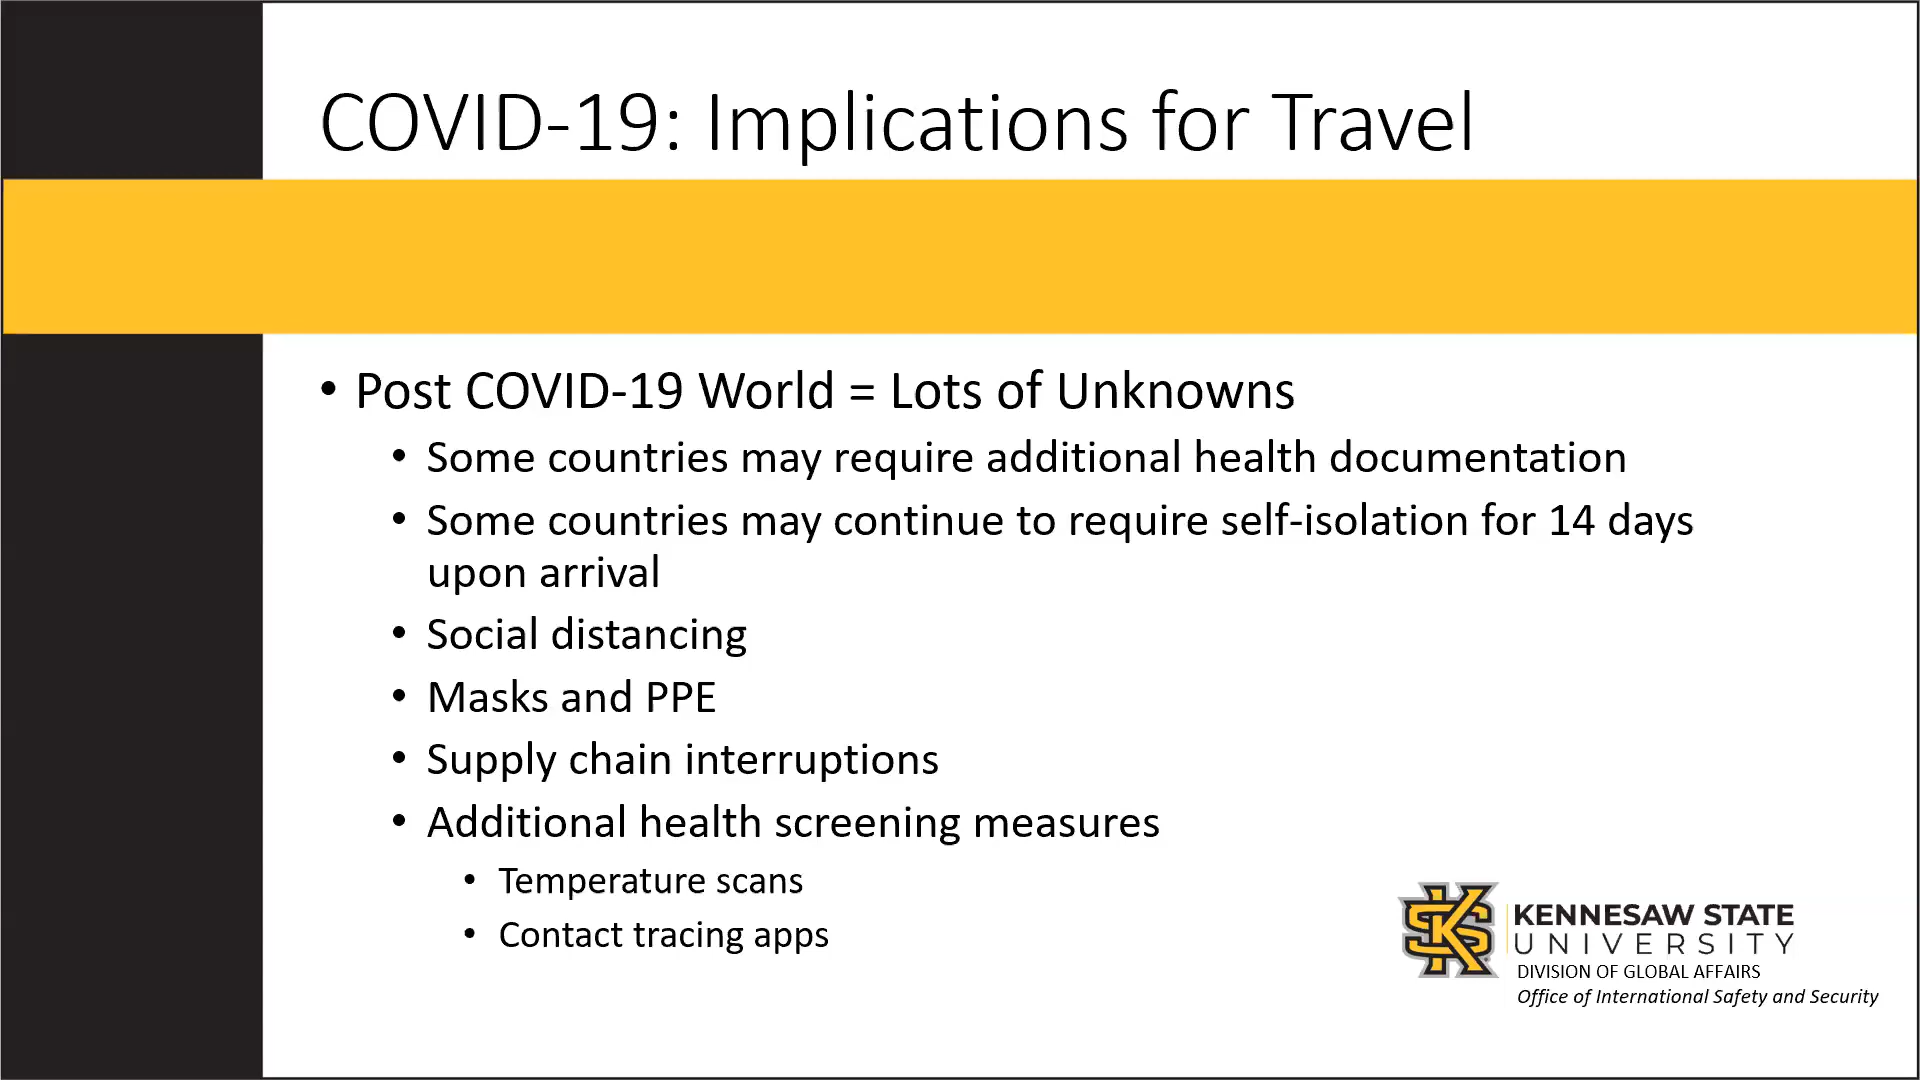 COVID-19: Implications for Travel
• Post COVID-19 World = Lots of Unknowns
• Some countries may require additional health documentation
• Some countries may continue to require self-isolation for 14 days
upon arrival
• Social distancing
• Masks and PPE
• Supply chain interruptions
• Additional health screening measures
• Temperature scans
• Contact tracing apps
KS
KENNESAW STATE
UNIVERSITY
DIVISION OF GLOBAL AFFAIRS
Office of International Safety and Security